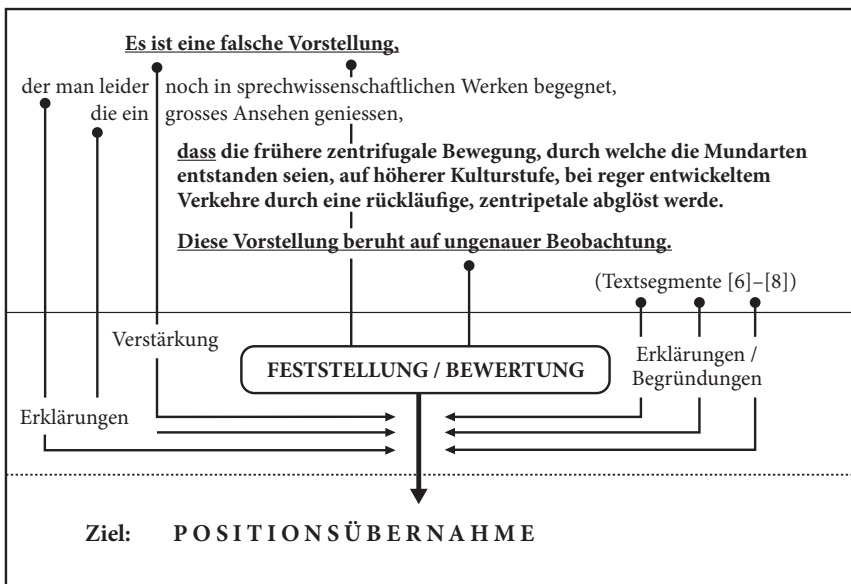 Es ist eine falsche Vorstellung,
der man leider noch in sprechwissenschaftlichen Werken begegnet,
die ein grosses Ansehen geniessen,
dass die frühere zentrifugale Bewegung, durch welche die Mundarten
entstanden seien, auf höherer Kulturstufe, bei reger entwickeltem
Verkehre durch eine rückläufige, zentripetale abglöst werde.
Diese Vorstellung beruht auf ungenauer Beobachtung.
(Textsegmente [6]–[8])
Verstärkung
FESTSTELLUNG / BEWERTUNG
Erklärungen /
Begründungen
Erklärungen
Ziel: POSITIONSÜBERNAHME